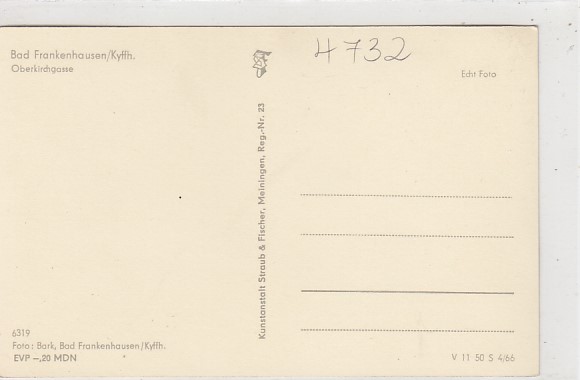 Bad Frankenhausen/Kyffh.
Oberkirchgasse
4732
Echt Foto
Kunstanstalt Straub & Fischer, Meiningen, Reg.-Nr. 23
6319
Foto: Bark, Bad Frankenhausen/Kyffh.
EVP –,20 MDN
V 11 50 S 4/66